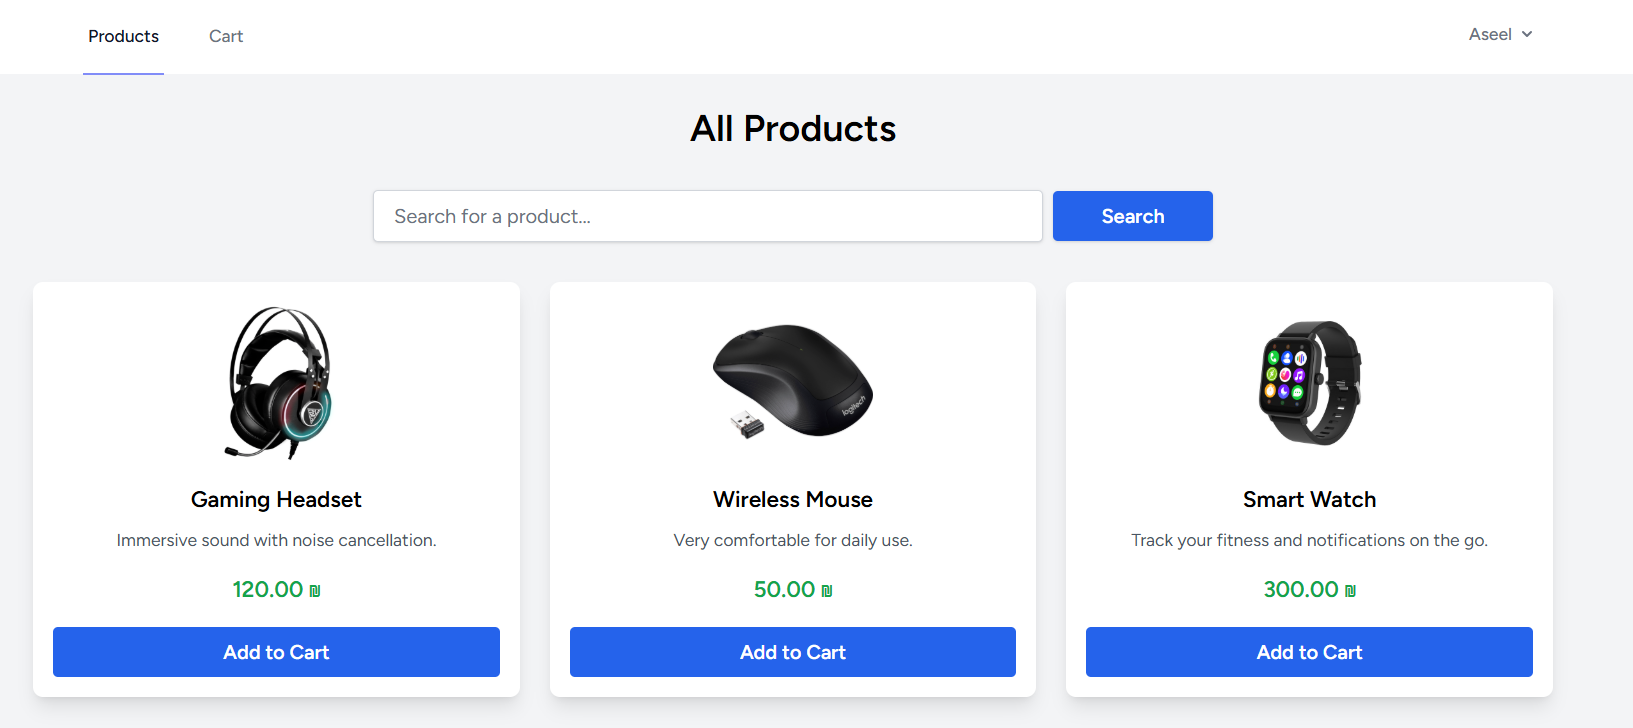 Products
Cart
Aseel
All Products
Search for a product...
Search
logitech
Gaming Headset
Immersive sound with noise cancellation.
120.00 ₪
Add to Cart
Wireless Mouse
Very comfortable for daily use.
50.00 ₪
Add to Cart
Smart Watch
Track your fitness and notifications on the go.
300.00 ₪
Add to Cart